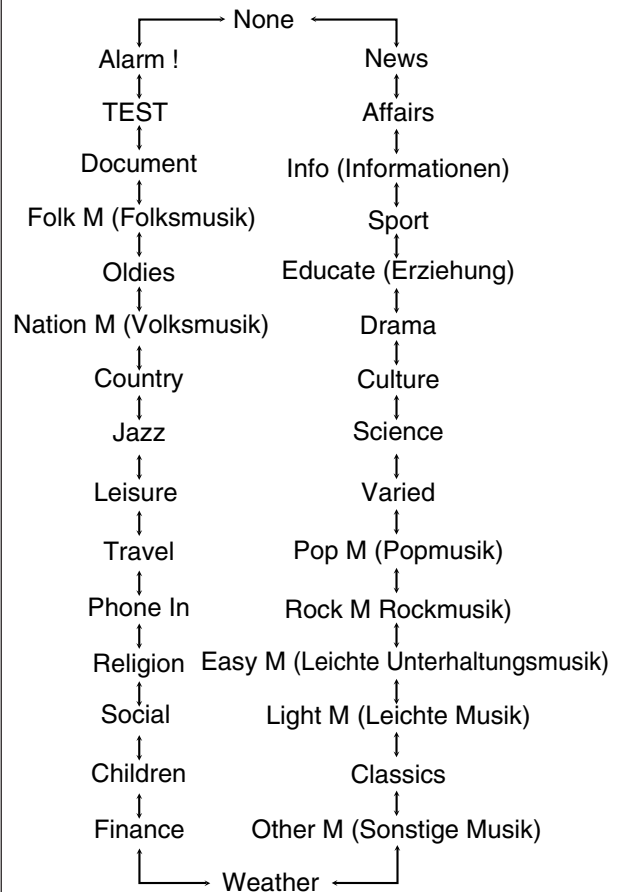 None
Alarm !
TEST
Document
Folk M (Folksmusik)
Oldies
Nation M (Volksmusik)
Country
Jazz
Leisure
Travel
Phone In
Religion
Social
Children
Finance
News
Affairs
Info (Informationen)
Sport
Educate (Erziehung)
Drama
Culture
Science
Varied
Pop M (Popmusik)
Rock M Rockmusik)
Easy M (Leichte Unterhaltungsmusik)
Light M (Leichte Musik)
Classics
Other M (Sonstige Musik)
Weather